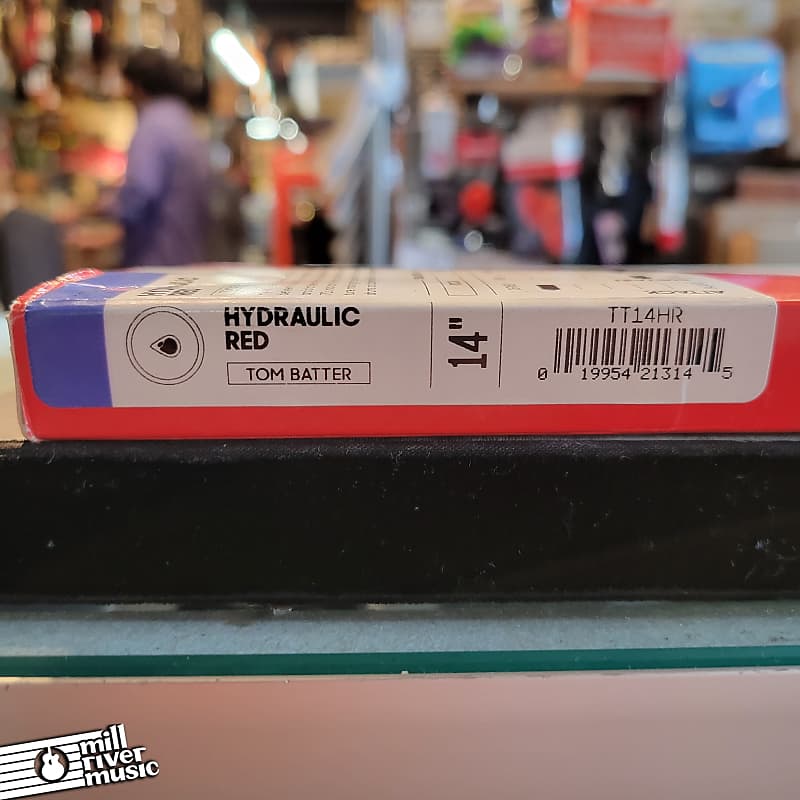 HYDRAULIC
RED
TOM BATTER
14"
TT14HR
0 19954 21314 5
mill
river
music